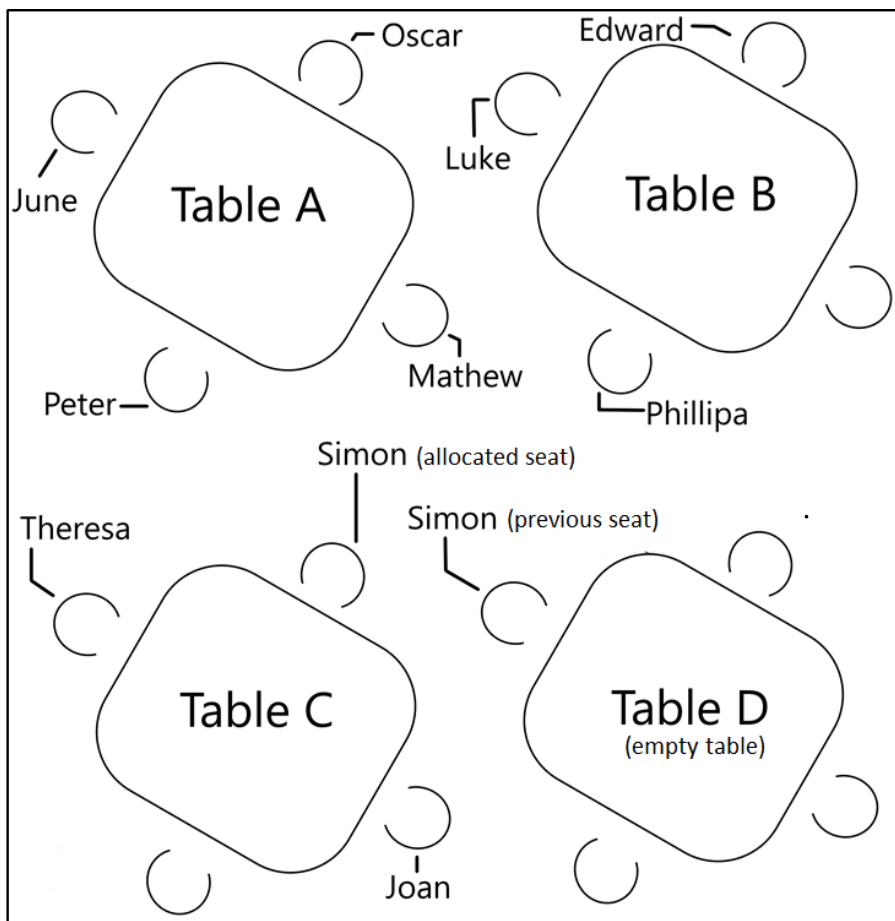 Oscar
Edward
Luke
June
Table A
Table B
Mathew
Peter
Phillipa
Simon (allocated seat)
Theresa
Simon (previous seat)
Table C
Table D
(empty table)
Joan